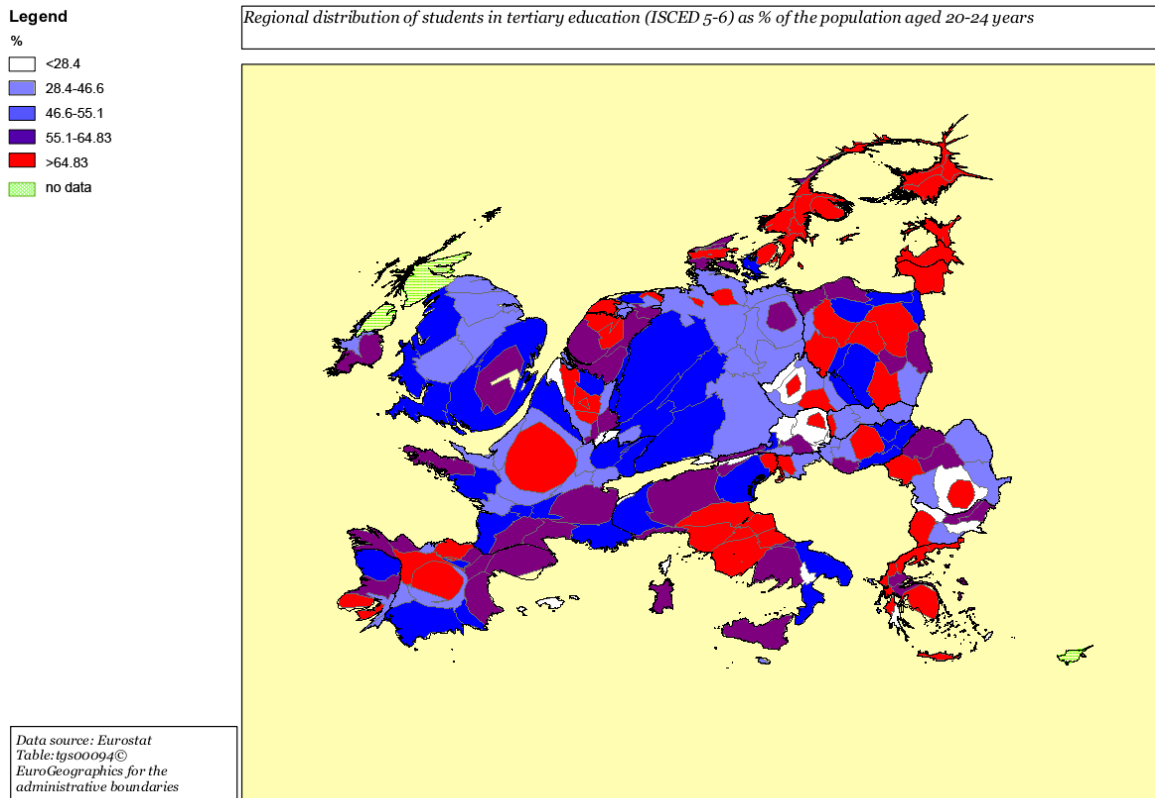 Legend
%
<28.4
28.4-46.6
46.6-55.1
55.1-64.83
>64.83
no data
Regional distribution of students in tertiary education (ISCED 5-6) as % of the population aged 20-24 years
Data source: Eurostat
Table:tgs00094©
EuroGeographics for the
administrative boundaries